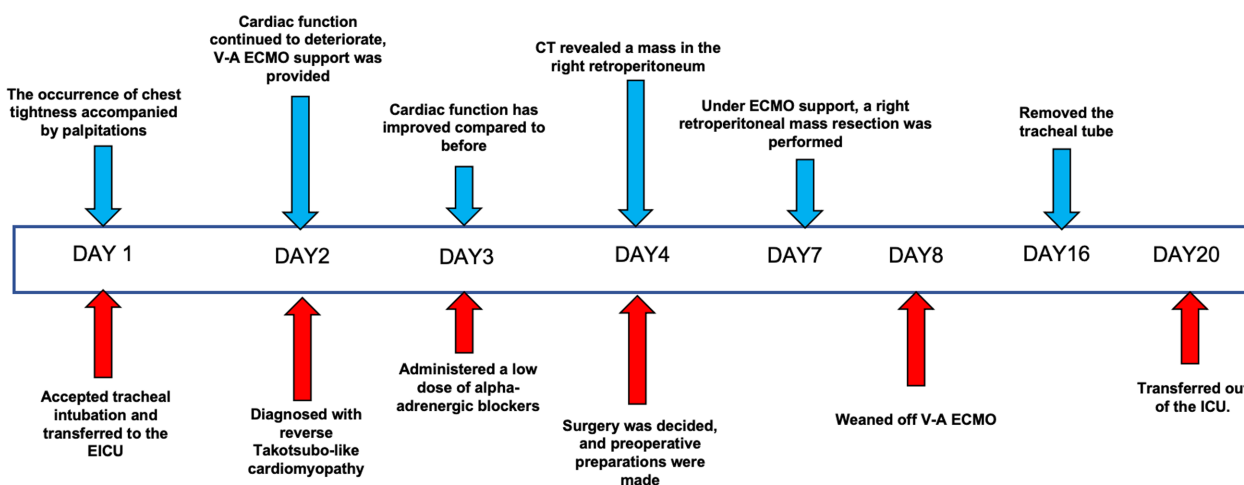 Cardiac function
continued to deteriorate,
V-A ECMO support was
provided
CT revealed a mass in the
right retroperitoneum
The occurrence of chest
tightness accompanied
by palpitations
Cardiac function has
improved compared to
before
Under ECMO support, a right
retroperitoneal mass resection was
performed
Removed the
tracheal tube
DAY 1
DAY2
DAY3
DAY4
DAY7
DAY8
DAY16
DAY20
Accepted tracheal
intubation and
transferred to the
EICU
Diagnosed with
reverse
Takotsubo-like
cardiomyopathy
Administered a low
dose of alpha-
adrenergic blockers
Surgery was decided,
and preoperative
preparations were
made
Weaned off V-A ECMO
Transferred ou
of the ICU.